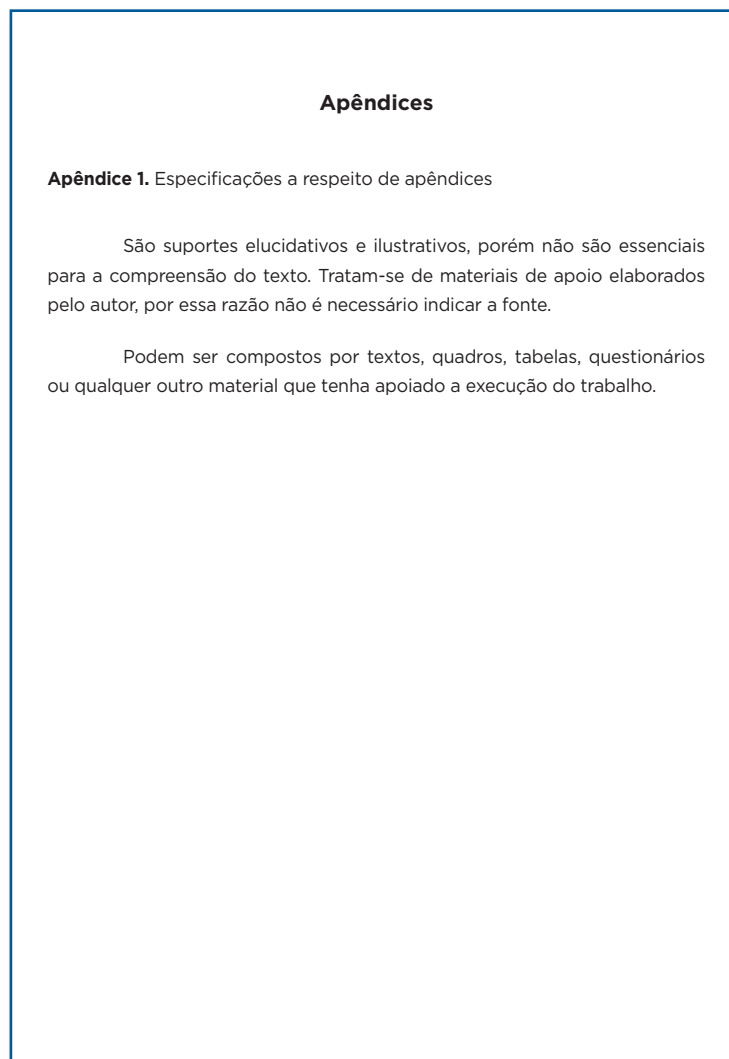 Apêndices
Apêndice 1. Especificações a respeito de apêndices
São suportes elucidativos e ilustrativos, porém não são essenciais
para a compreensão do texto. Tratam-se de materiais de apoio elaborados
pelo autor, por essa razão não é necessário indicar a fonte.
Podem ser compostos por textos, quadros, tabelas, questionários
ou qualquer outro material que tenha apoiado a execução do trabalho.